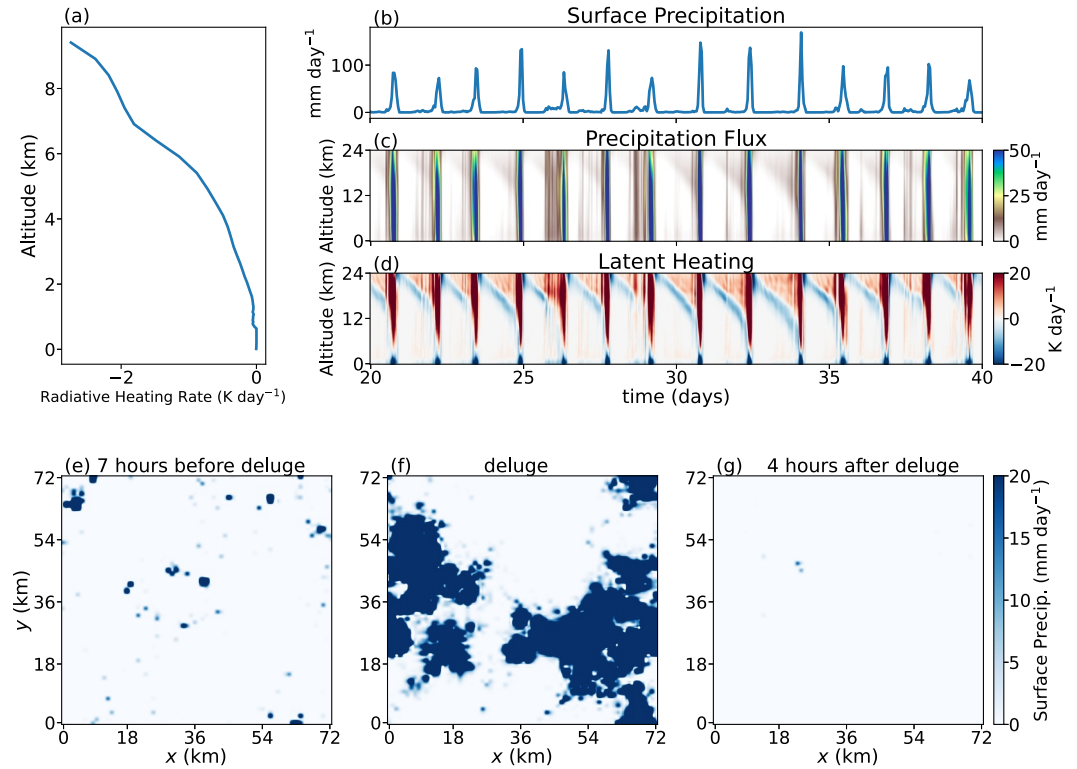 (a)
Altitude (km)
8
6
4
2
0
−2
0
Radiative Heating Rate (K day⁻¹)
(b) Surface Precipitation
mm day⁻¹
100
0
(c) Precipitation Flux
Altitude (km)
24
12
0
50
25
0
mm day⁻¹
(d) Latent Heating
Altitude (km)
24
12
0
20
0
−20
K day⁻¹
20 25 30 35 40
time (days)
(e) 7 hours before deluge
y (km)
72
54
36
18
0
0 18 36 54 72
x (km)
(f) deluge
72
54
36
18
0
0 18 36 54 72
x (km)
(g) 4 hours after deluge
72
54
36
18
0
0 18 36 54 72
x (km)
20
15
10
5
0
Surface Precip. (mm day⁻¹)